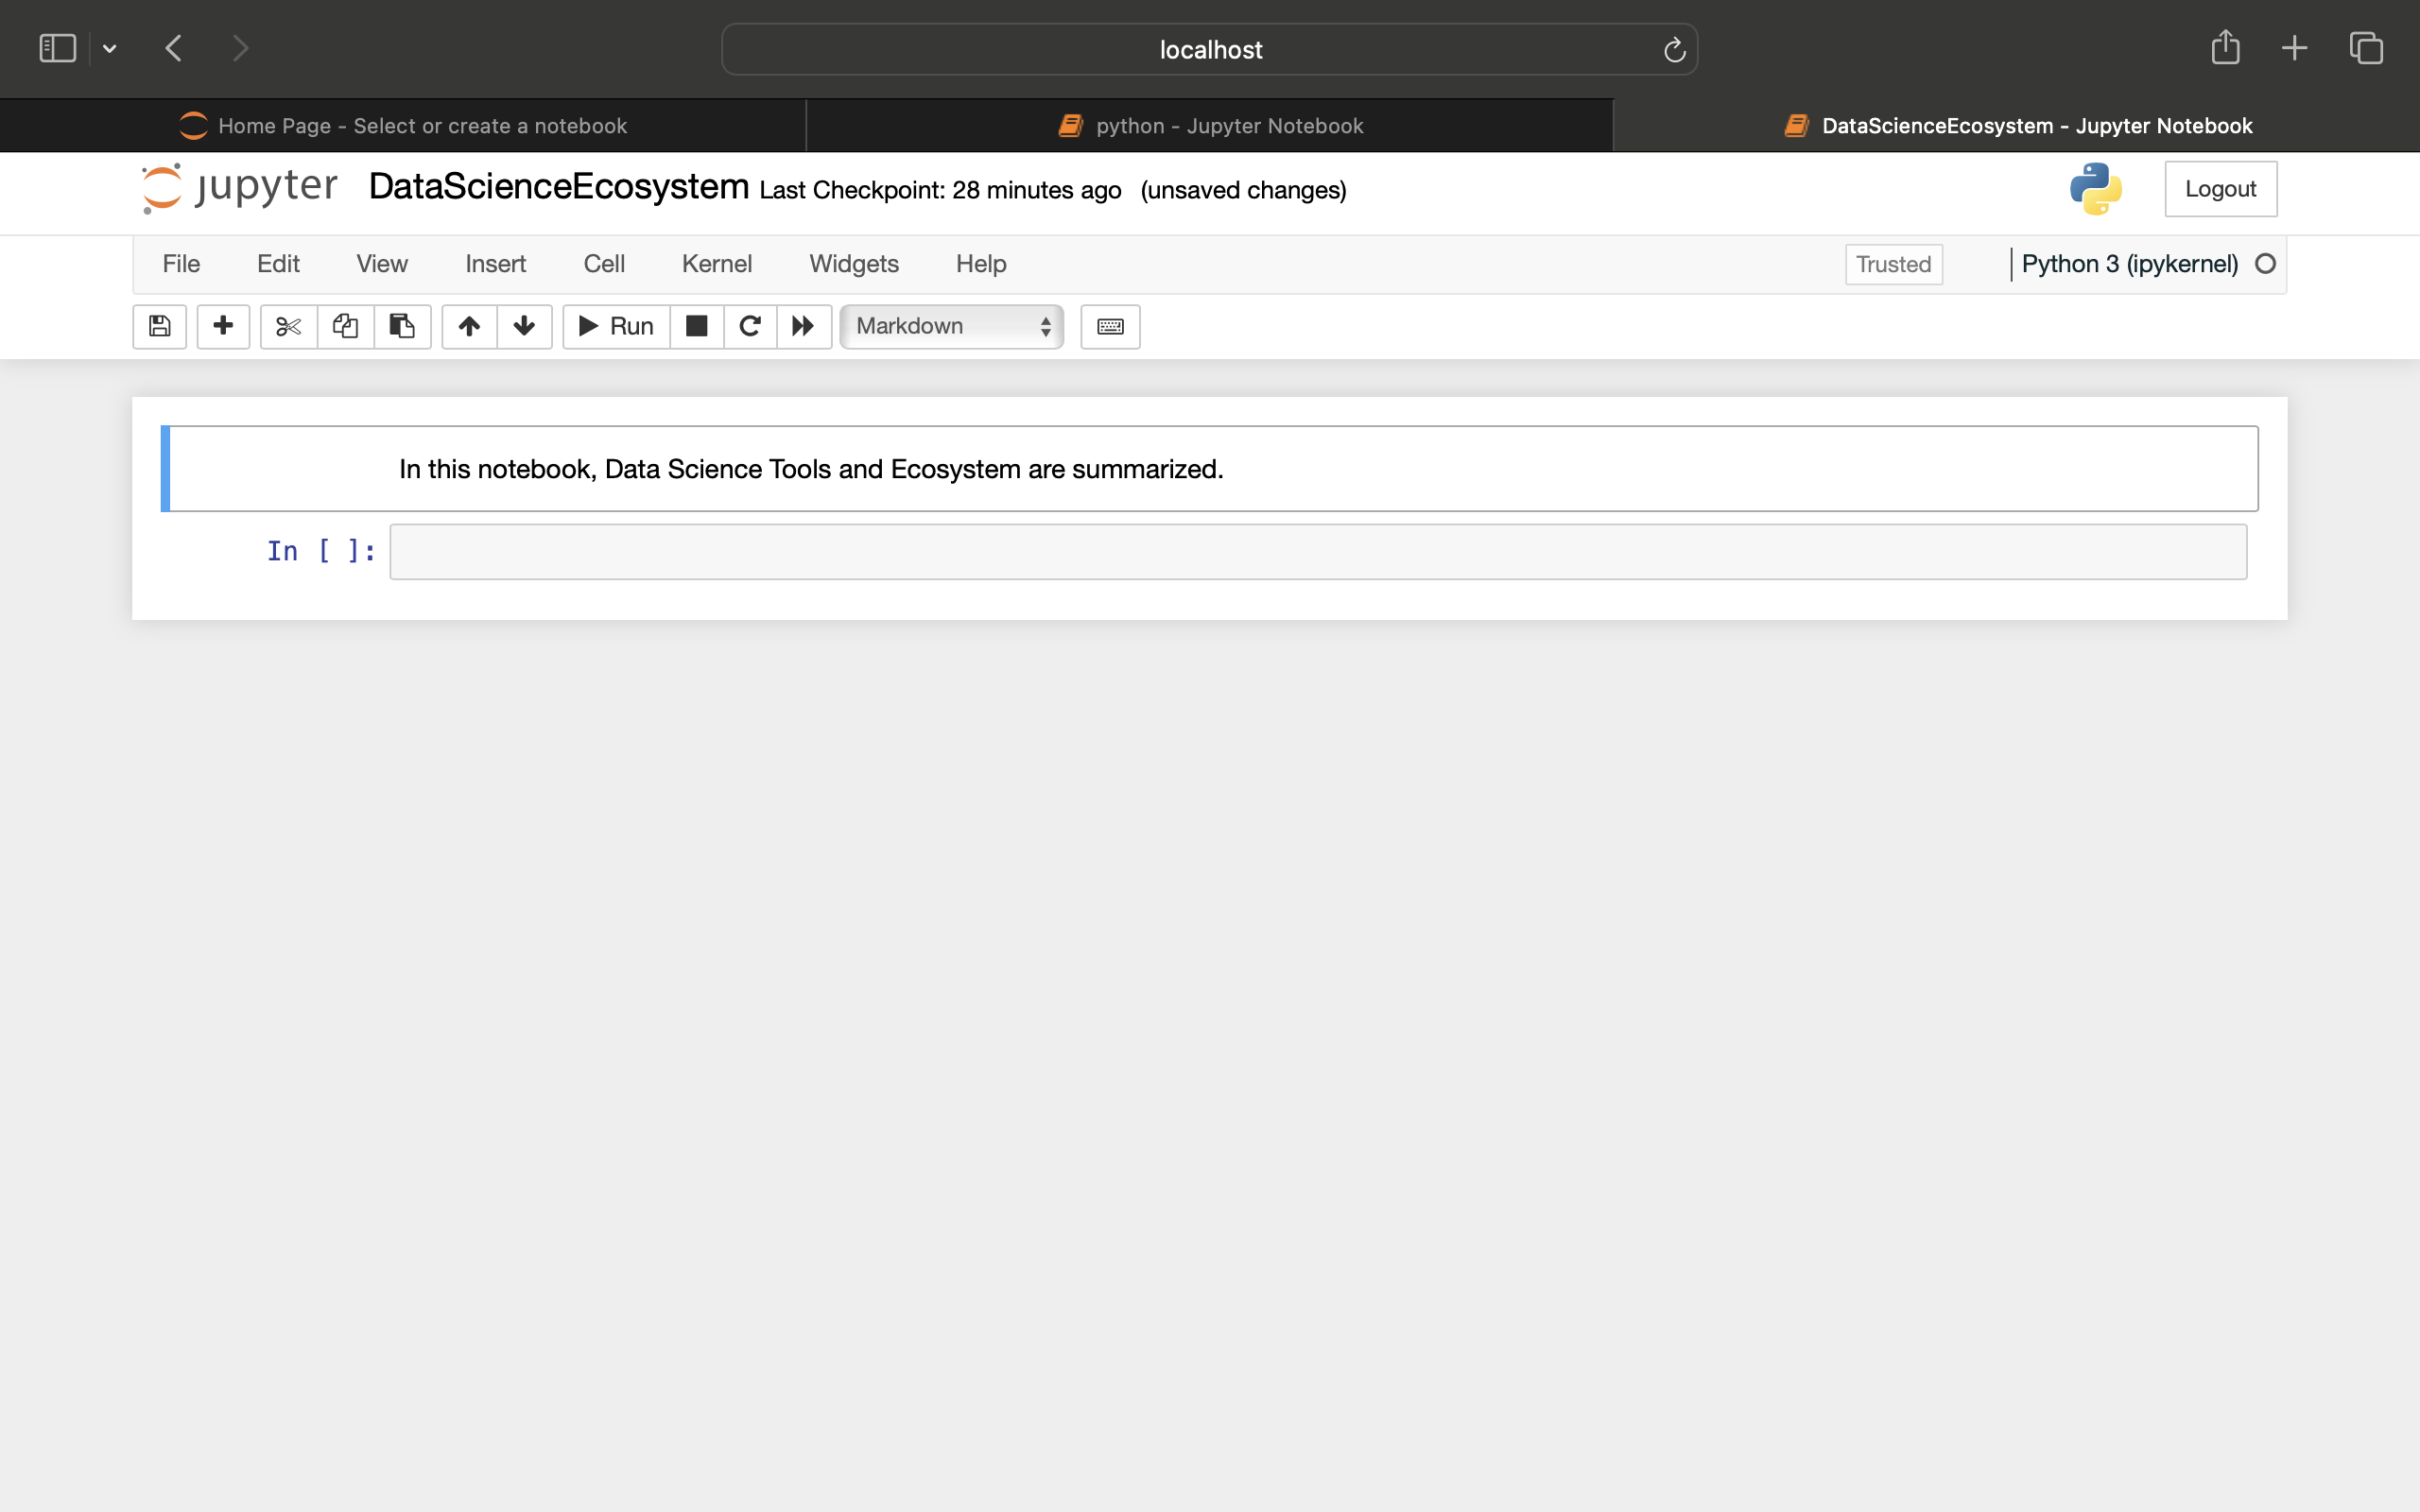 localhost
Home Page - Select or create a notebook
python - Jupyter Notebook
DataScienceEcosystem - Jupyter Notebook
jupyter DataScienceEcosystem Last Checkpoint: 28 minutes ago (unsaved changes)
Logout
File Edit View Insert Cell Kernel Widgets Help
Trusted
Python 3 (ipykernel)
Run
Markdown
In this notebook, Data Science Tools and Ecosystem are summarized.
In [ ]: